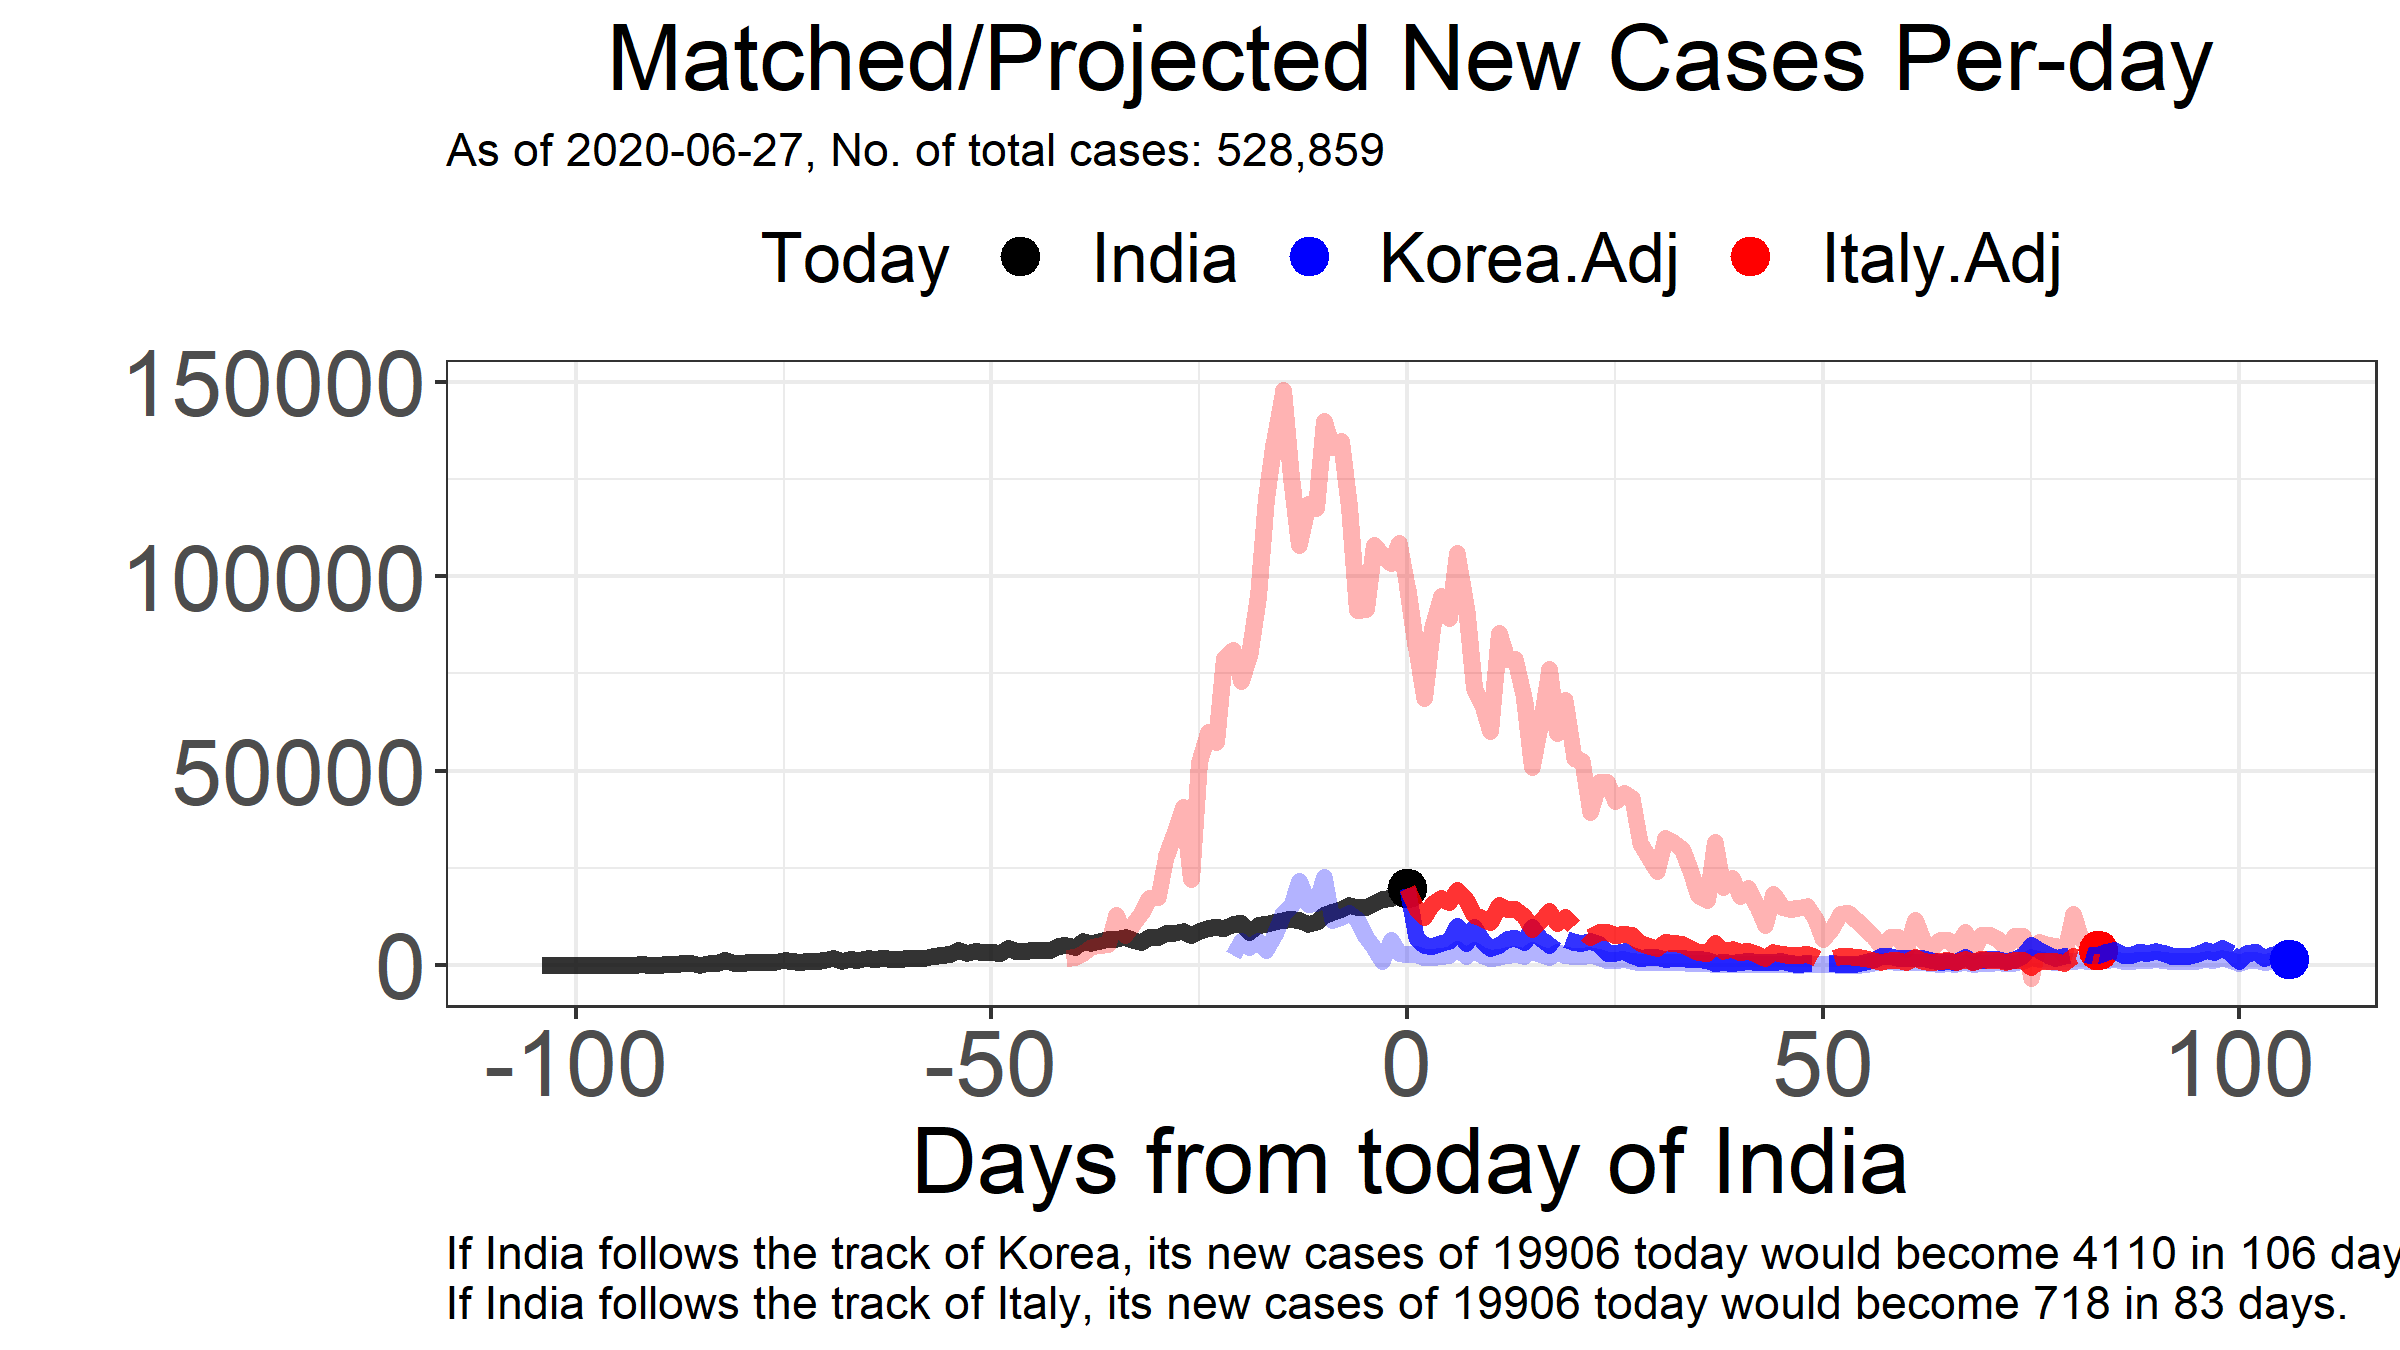 Matched/Projected New Cases Per-day
As of 2020-06-27, No. of total cases: 528,859
Today India Korea.Adj Italy.Adj
150000
100000
50000
0
-100 -50 0 50 100
Days from today of India
If India follows the track of Korea, its new cases of 19906 today would become 4110 in 106 day
If India follows the track of Italy, its new cases of 19906 today would become 718 in 83 days.